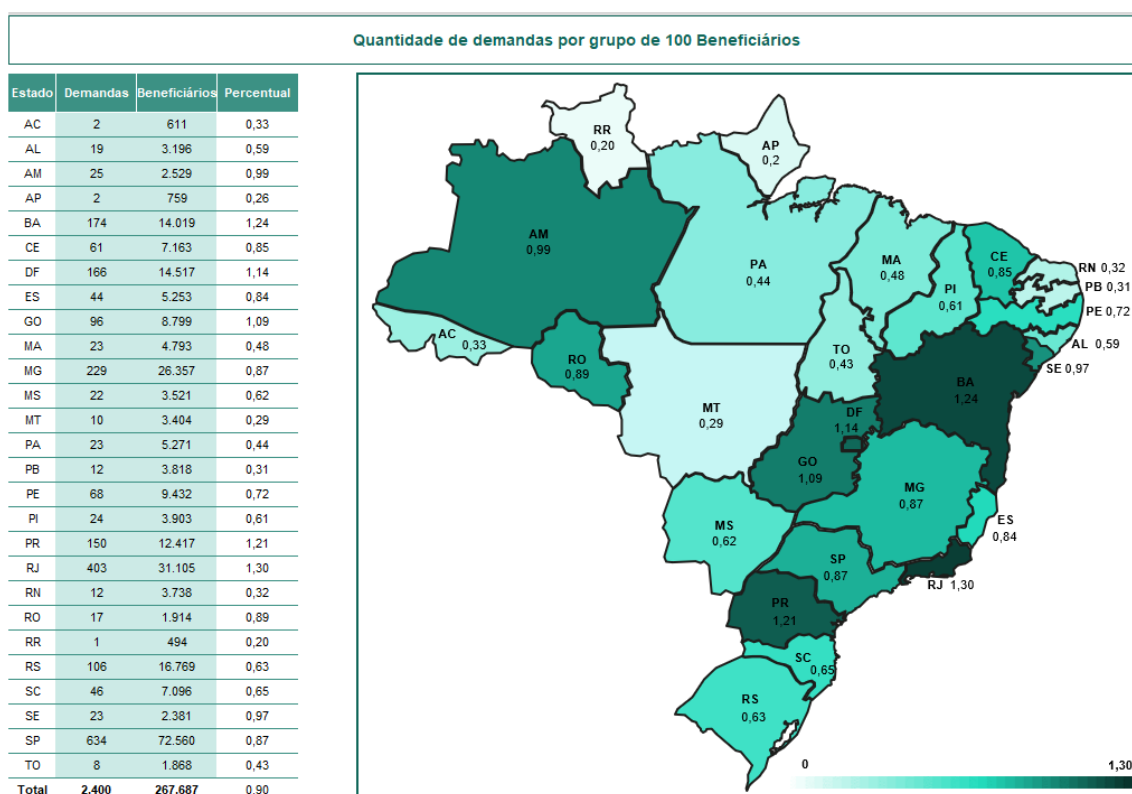 Quantidade de demandas por grupo de 100 Beneficiários
Estado Demandas Beneficiários Percentual
AC 2 611 0,33
AL 19 3.196 0,59
AM 25 2.529 0,99
AP 2 759 0,26
BA 174 14.019 1,24
CE 61 7.163 0,85
DF 166 14.517 1,14
ES 44 5.253 0,84
GO 96 8.799 1,09
MA 23 4.793 0,48
MG 229 26.357 0,87
MS 22 3.521 0,62
MT 10 3.404 0,29
PA 23 5.271 0,44
PB 12 3.818 0,31
PE 68 9.432 0,72
PI 24 3.903 0,61
PR 150 12.417 1,21
RJ 403 31.105 1,30
RN 12 3.738 0,32
RO 17 1.914 0,89
RR 1 494 0,20
RS 106 16.769 0,63
SC 46 7.096 0,65
SE 23 2.381 0,97
SP 634 72.560 0,87
TO 8 1.868 0,43
Total 2.400 267.687 0,90
RR
0,20
AP
0,2
AM
0,99
PA
0,44
MA
0,48
CE
0,85
PI
0,61
RN 0,32
PB 0,31
PE 0,72
AL 0,59
SE 0,97
AC
0,33
RO
0,89
TO
0,43
BA
1,24
MT
0,29
DF
1,14
GO
1,09
MG
0,87
ES
0,84
MS
0,62
SP
0,87
RJ 1,30
PR
1,21
SC
0,65
RS
0,63
0 1,30